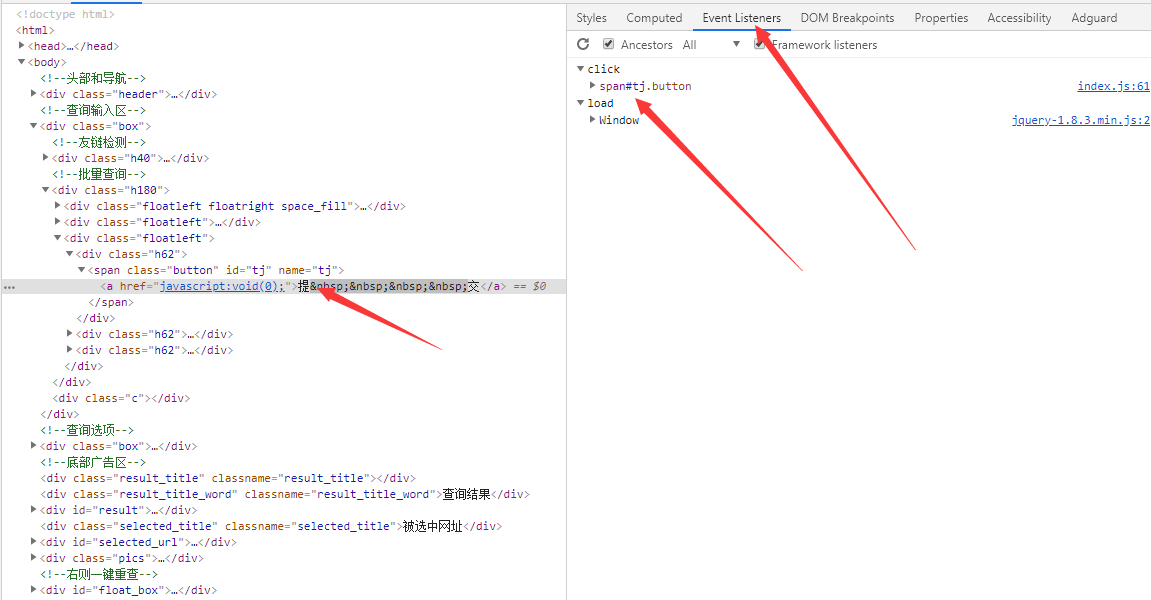 <!doctype html>
<html>
<head>…</head>
<body>
<!--头部和导航-->
<div class="header">…</div>
<!--查询输入区-->
<div class="box">
<!--友链检测-->
<div class="h40">…</div>
<!--批量查询-->
<div class="h180">
<div class="floatleft floatright space_fill">…</div>
<div class="floatleft">…</div>
<div class="floatleft">
<div class="h62">
<span class="button" id="tj" name="tj">
… <a href="javascript:void(0);">提&nbsp;&nbsp;&nbsp;&nbsp;交</a> == $0
</span>
</div>
<div class="h62">…</div>
<div class="h62">…</div>
</div>
</div>
<div class="c"></div>
</div>
<!--查询选项-->
<div class="box">…</div>
<!--底部广告区-->
<div class="result_title" classname="result_title"></div>
<div class="result_title_word" classname="result_title_word">查询结果</div>
<div id="result">…</div>
<div class="selected_title" classname="selected_title">被选中网址</div>
<div id="selected_url">…</div>
<div class="pics">…</div>
<!--右则一键重查-->
<div id="float_box">…</div>
Styles Computed Event Listeners DOM Breakpoints Properties Accessibility Adguard
Ancestors All Framework listeners
click
span#tj.button index.js:61
load
Window jquery-1.8.3.min.js:2